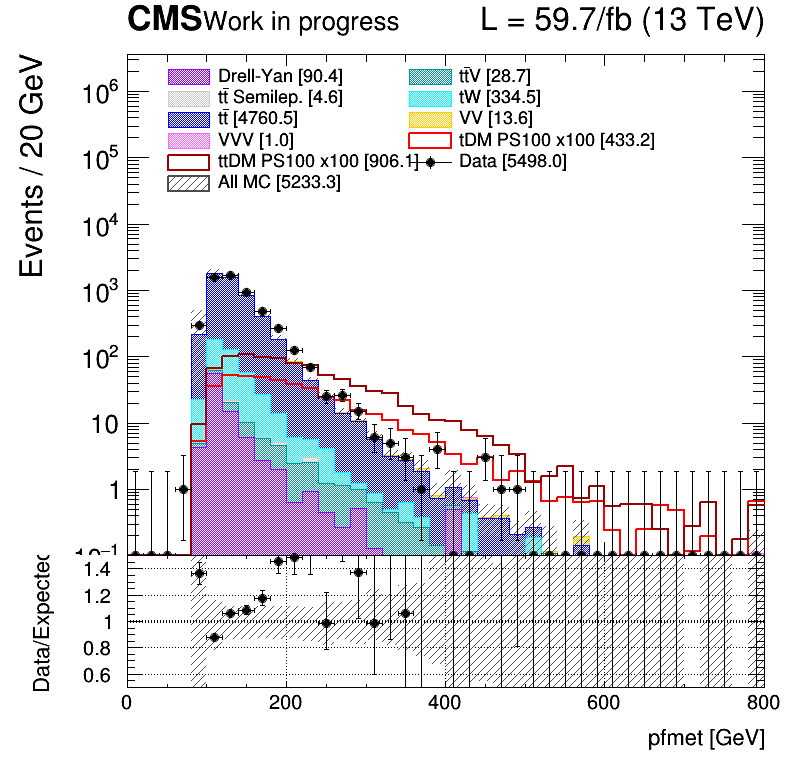 CMS Work in progress L = 59.7/fb (13 TeV)
Events / 20 GeV
Drell-Yan [90.4] tt̄V [28.7]
tt̄ Semilep. [4.6] tW [334.5]
tt̄ [4760.5] VV [13.6]
VVV [1.0] tDM PS100 x100 [433.2]
ttDM PS100 x100 [906.1] Data [5498.0]
All MC [5233.3]
10⁶
10⁵
10⁴
10³
10²
10
1
10⁻¹
Data/Expected
1.4
1.2
1
0.8
0.6
0 200 400 600 800
pfmet [GeV]